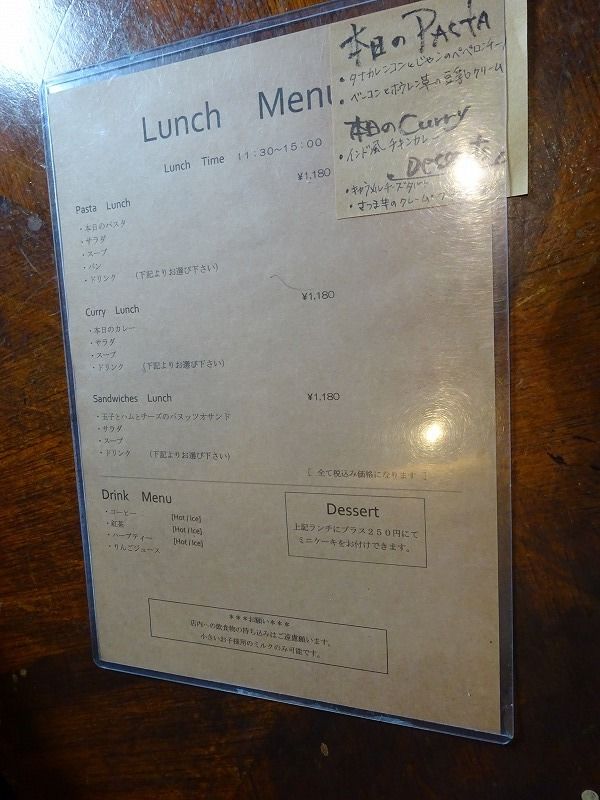 本日のPASTA
・タナカレンコンとじゃこのペペロンチーノ
・ベーコンとホウレン草の豆乳クリーム
本日のCurry
・インド風チキンカレー
・キャラメルチーズタルト
・さつま芋のクレーム
Lunch Menu
Lunch Time 11:30～15:00
Pasta Lunch ¥1,180
・本日のパスタ
・サラダ
・スープ
・パン
・ドリンク (下記よりお選び下さい)
Curry Lunch ¥1,180
・本日のカレー
・サラダ
・スープ
・ドリンク (下記よりお選び下さい)
Sandwiches Lunch ¥1,180
・玉子とハムとチーズのパヌッツオサンド
・サラダ
・スープ
・ドリンク (下記よりお選び下さい)
[ 全て税込み価格になります ]
Drink Menu
・コーヒー [Hot / Ice]
・紅茶 [Hot / Ice]
・ハーブティー [Hot / Ice]
・りんごジュース
Dessert
上記ランチにプラス２５０円にて
ミニケーキをお付けできます。
＊＊＊お願い＊＊＊
店内への飲食物の持ち込みはご遠慮願います。
小さいお子様用のミルクのみ可能です。